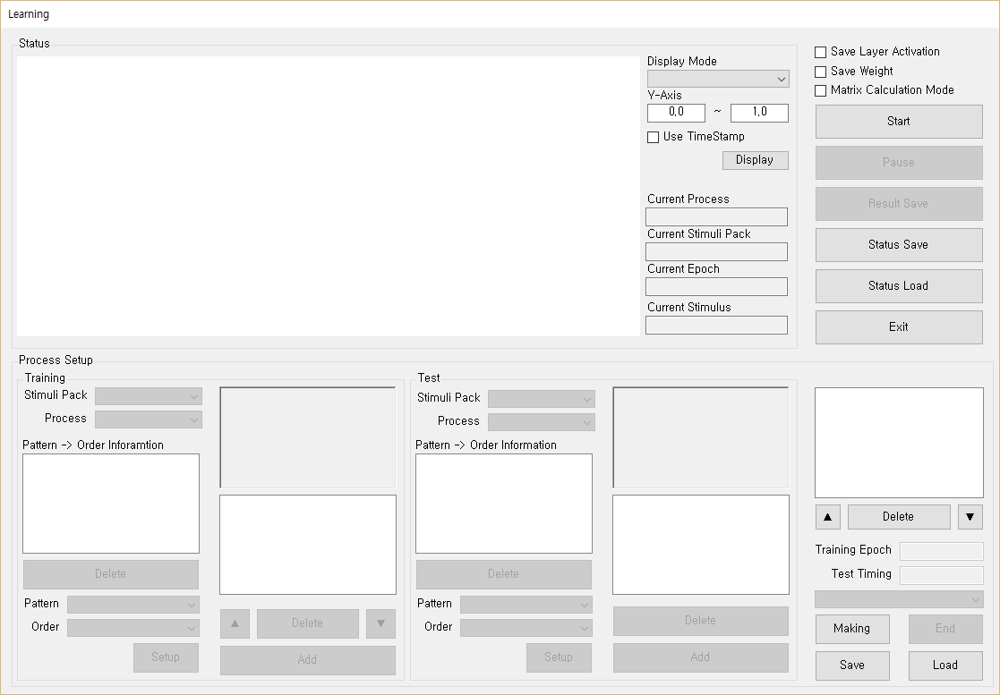 Learning
Status
Display Mode
Y-Axis
0,0 ~ 1,0
Use TimeStamp
Display
Current Process
Current Stimuli Pack
Current Epoch
Current Stimulus
Save Layer Activation
Save Weight
Matrix Calculation Mode
Start
Pause
Result Save
Status Save
Status Load
Exit
Process Setup
Training
Stimuli Pack
Process
Pattern -> Order Inforamtion
Delete
Pattern
Order
Setup
▲ Delete ▼
Add
Test
Stimuli Pack
Process
Pattern -> Order Information
Delete
Pattern
Order
Setup
Delete
Add
▲ Delete ▼
Training Epoch
Test Timing
Making End
Save Load